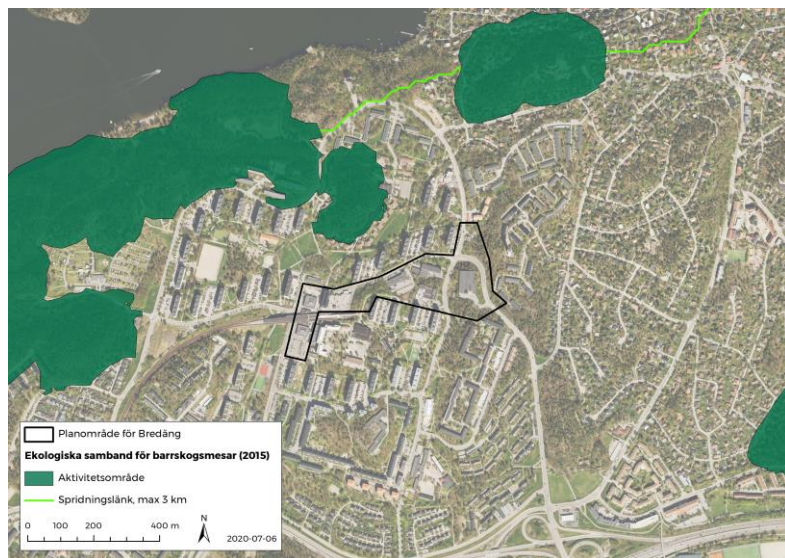 Planområde för Bredäng
Ekologiska samband för barrskogsmesar (2015)
Aktivitetsområde
Spridningslänk, max 3 km
0 100 200 400 m
N
2020-07-06